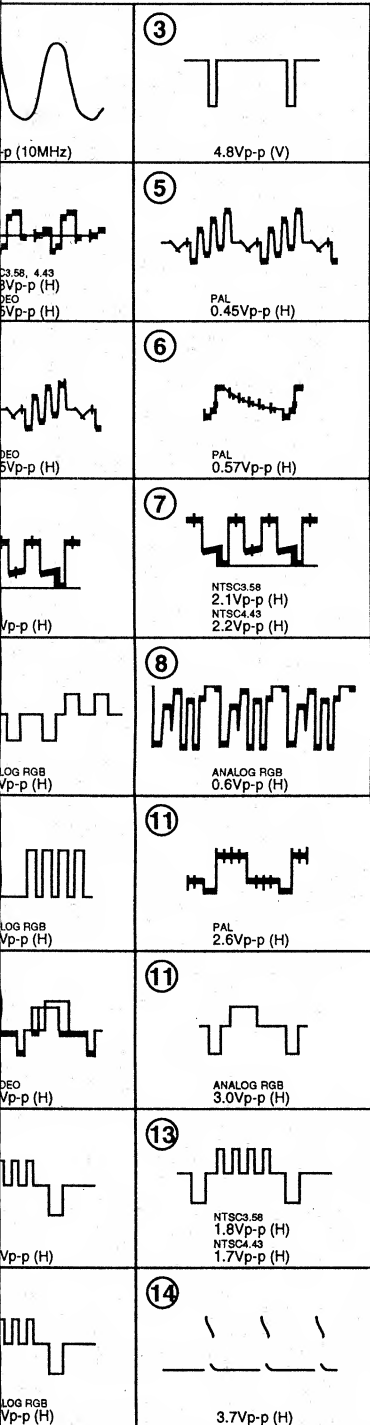 ③
-p (10MHz)
4.8Vp-p (V)
⑤
C3.58, 4.43
3Vp-p (H)
DEO
5Vp-p (H)
PAL
0.45Vp-p (H)
⑥
DEO
5Vp-p (H)
PAL
0.57Vp-p (H)
⑦
Vp-p (H)
NTSC3.58
2.1Vp-p (H)
NTSC4.43
2.2Vp-p (H)
⑧
LOG RGB
Vp-p (H)
ANALOG RGB
0.6Vp-p (H)
⑪
LOG RGB
Vp-p (H)
PAL
2.6Vp-p (H)
⑪
DEO
Vp-p (H)
ANALOG RGB
3.0Vp-p (H)
⑬
Vp-p (H)
NTSC3.58
1.8Vp-p (H)
NTSC4.43
1.7Vp-p (H)
⑭
LOG RGB
Vp-p (H)
3.7Vp-p (H)